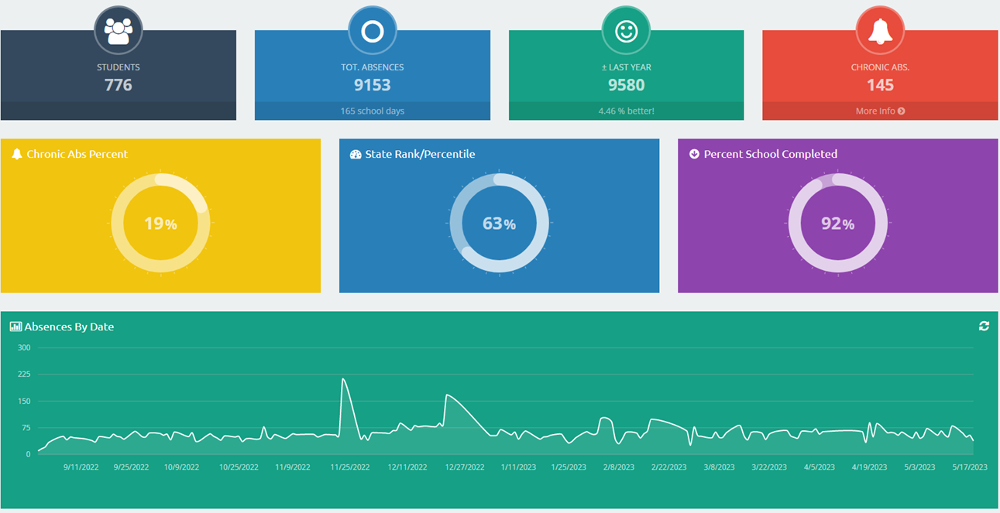 STUDENTS
776
TOT. ABSENCES
9153
165 school days
± LAST YEAR
9580
4.46 % better!
CHRONIC ABS.
145
More Info
Chronic Abs Percent
19%
State Rank/Percentile
63%
Percent School Completed
92%
Absences By Date
300
225
150
75
0
9/11/2022 9/25/2022 10/9/2022 10/25/2022 11/9/2022 11/25/2022 12/11/2022 12/27/2022 1/11/2023 1/25/2023 2/8/2023 2/22/2023 3/8/2023 3/22/2023 4/5/2023 4/19/2023 5/3/2023 5/17/2023